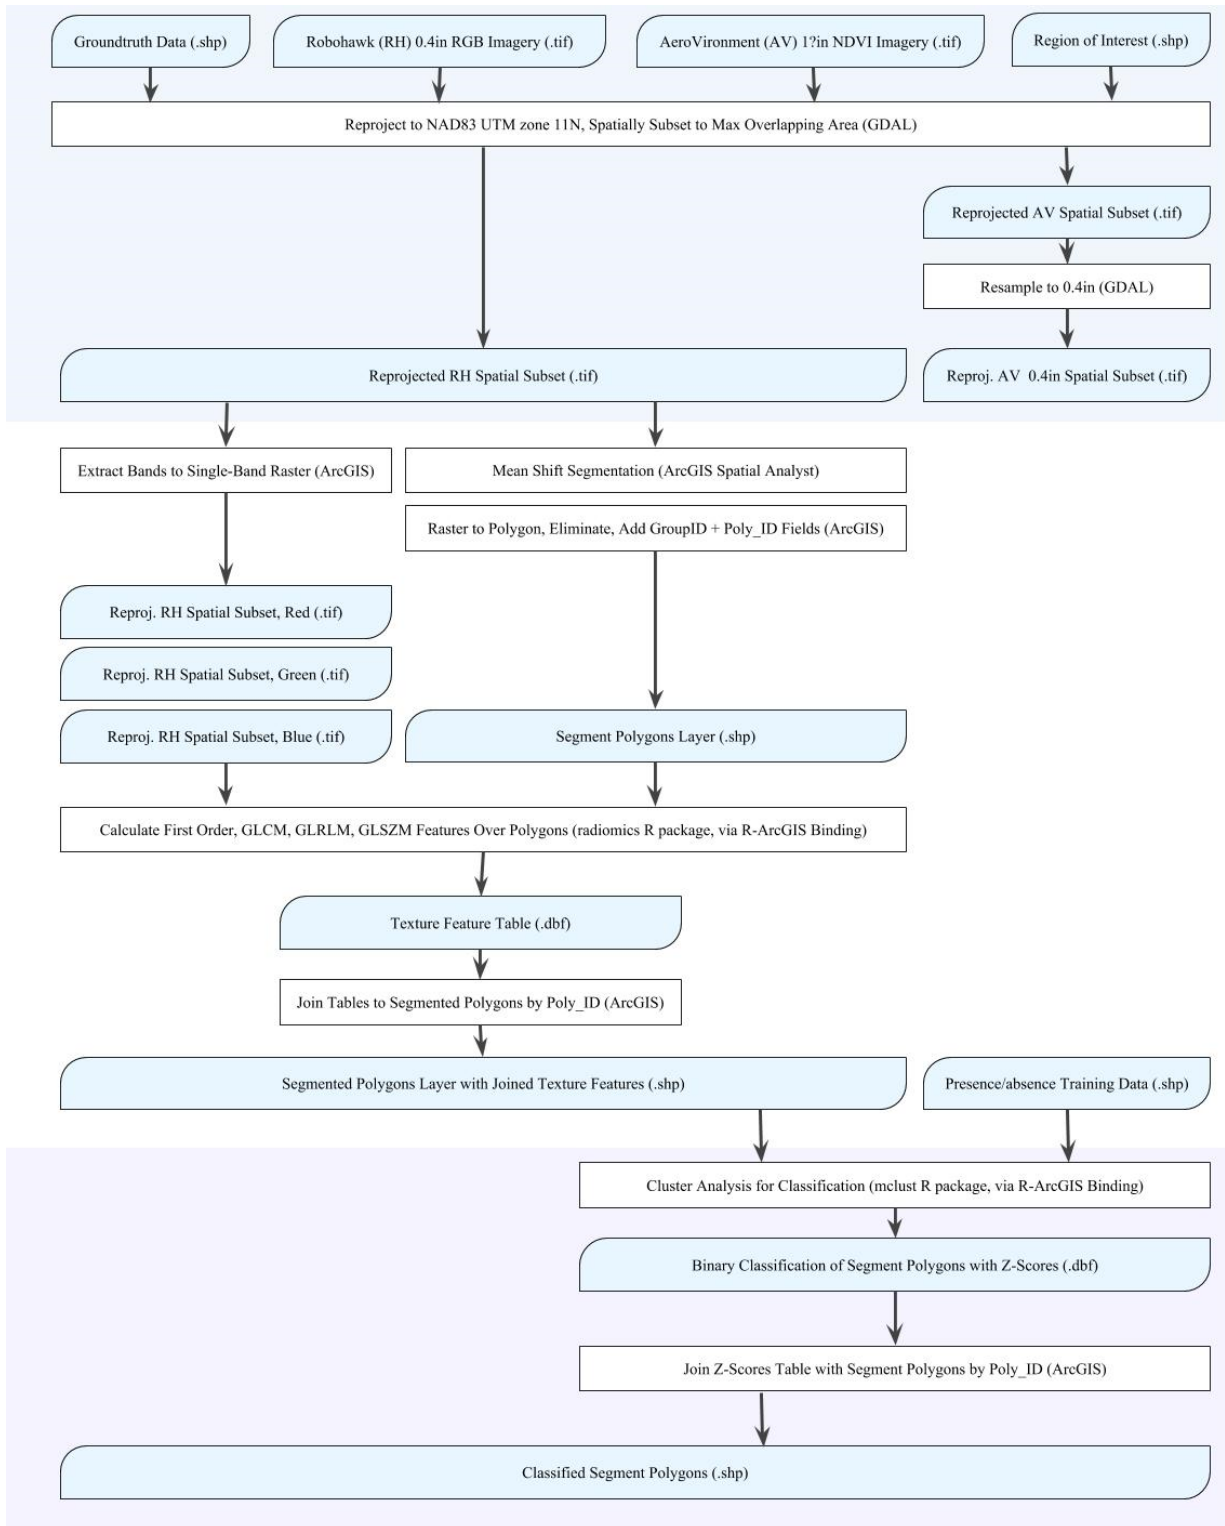 Groundtruth Data (.shp)
Robohawk (RH) 0.4in RGB Imagery (.tif)
AeroVironment (AV) 1?in NDVI Imagery (.tif)
Region of Interest (.shp)
Reproject to NAD83 UTM zone 11N, Spatially Subset to Max Overlapping Area (GDAL)
Reprojected AV Spatial Subset (.tif)
Resample to 0.4in (GDAL)
Reprojected RH Spatial Subset (.tif)
Reproj. AV 0.4in Spatial Subset (.tif)
Extract Bands to Single-Band Raster (ArcGIS)
Mean Shift Segmentation (ArcGIS Spatial Analyst)
Raster to Polygon, Eliminate, Add GroupID + Poly_ID Fields (ArcGIS)
Reproj. RH Spatial Subset, Red (.tif)
Reproj. RH Spatial Subset, Green (.tif)
Reproj. RH Spatial Subset, Blue (.tif)
Segment Polygons Layer (.shp)
Calculate First Order, GLCM, GLRLM, GLSZM Features Over Polygons (radiomics R package, via R-ArcGIS Binding)
Texture Feature Table (.dbf)
Join Tables to Segmented Polygons by Poly_ID (ArcGIS)
Segmented Polygons Layer with Joined Texture Features (.shp)
Presence/absence Training Data (.shp)
Cluster Analysis for Classification (mclust R package, via R-ArcGIS Binding)
Binary Classification of Segment Polygons with Z-Scores (.dbf)
Join Z-Scores Table with Segment Polygons by Poly_ID (ArcGIS)
Classified Segment Polygons (.shp)